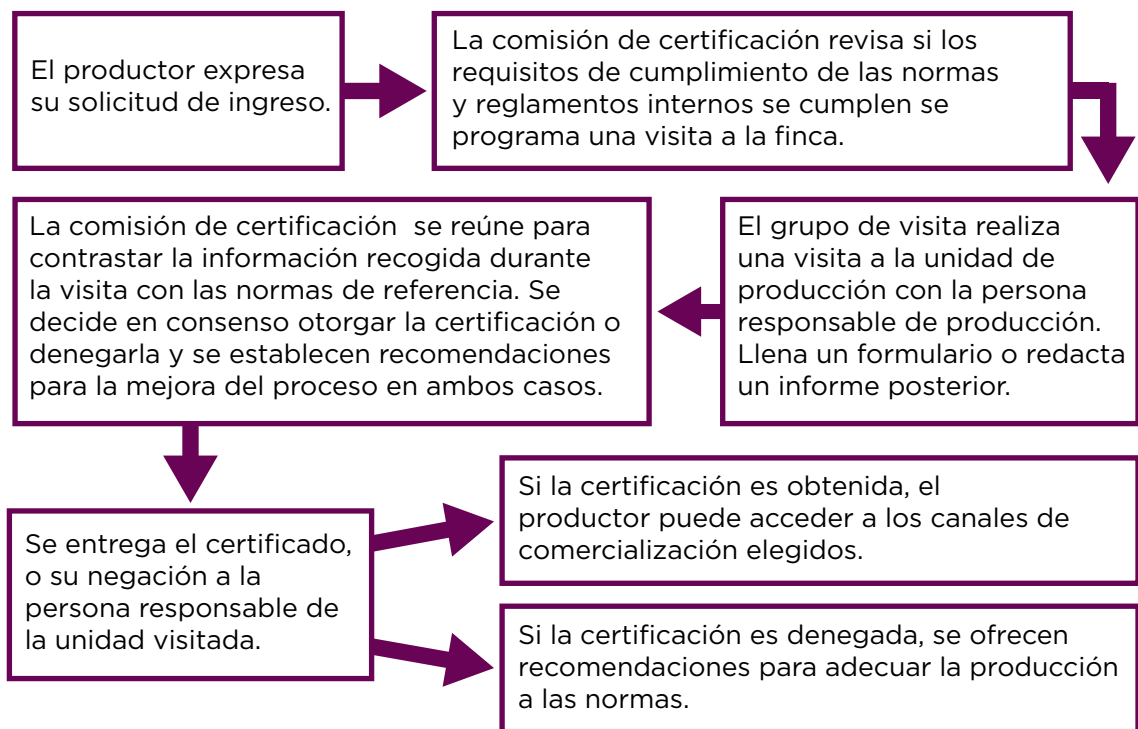 El productor expresa
su solicitud de ingreso.
La comisión de certificación revisa si los
requisitos de cumplimiento de las normas
y reglamentos internos se cumplen se
programa una visita a la finca.
El grupo de visita realiza
una visita a la unidad de
producción con la persona
responsable de producción.
Llena un formulario o redacta
un informe posterior.
La comisión de certificación  se reúne para
contrastar la información recogida durante
la visita con las normas de referencia. Se
decide en consenso otorgar la certificación o
denegarla y se establecen recomendaciones
para la mejora del proceso en ambos casos.
Se entrega el certificado,
o su negación a la
persona responsable de
la unidad visitada.
Si la certificación es obtenida, el
productor puede acceder a los canales de
comercialización elegidos.
Si la certificación es denegada, se ofrecen
recomendaciones para adecuar la producción
a las normas.